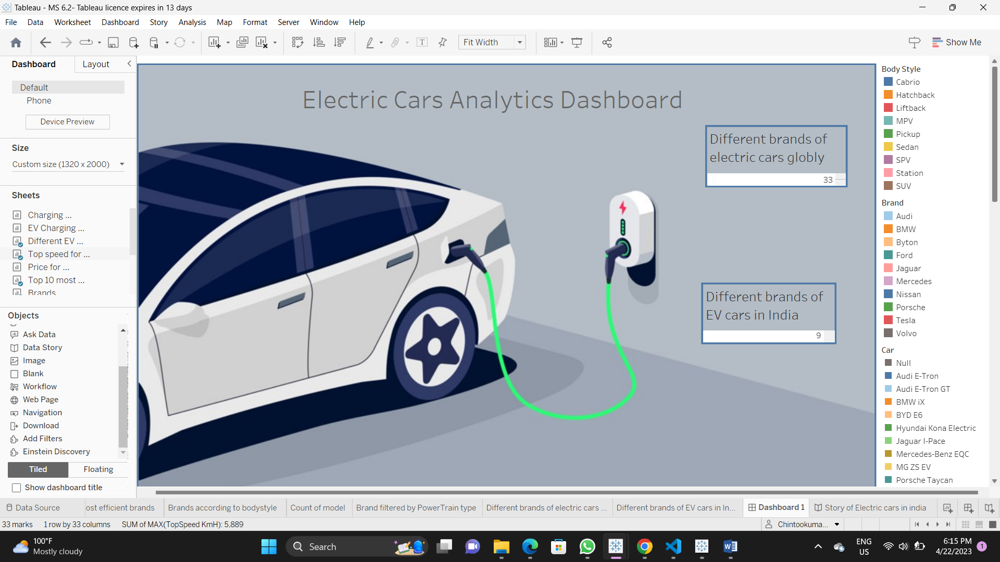 Tableau - MS 6.2- Tableau licence expires in 13 days
File Data Worksheet Dashboard Story Analysis Map Format Server Window Help
Fit Width
Show Me
Dashboard Layout
Default
Phone
Device Preview
Size
Custom size (1320 x 2000)
Sheets
Charging ...
EV Charging ...
Different EV ...
Top speed for ...
Price for ...
Top 10 most ...
Brands
Objects
Ask Data
Data Story
Image
Blank
Workflow
Web Page
Navigation
Download
Add Filters
Einstein Discovery
Tiled Floating
Show dashboard title
Electric Cars Analytics Dashboard
Different brands of
electric cars globly
33
Different brands of
EV cars in India
9
Body Style
Cabrio
Hatchback
Liftback
MPV
Pickup
Sedan
SPV
Station
SUV
Brand
Audi
BMW
Byton
Ford
Jaguar
Mercedes
Nissan
Porsche
Tesla
Volvo
Car
Null
Audi E-Tron
Audi E-Tron GT
BMW iX
BYD E6
Hyundai Kona Electric
Jaguar I-Pace
Mercedes-Benz EQC
MG ZS EV
Porsche Taycan
Data Source ost efficient brands Brands according to bodystyle Count of model Brand filtered by PowerTrain type Different brands of electric cars ... Different brands of EV cars in In... Dashboard 1 Story of Electric cars in india
33 marks 1 row by 33 columns SUM of MAX(TopSpeed KmH): 5,889 Chintookuma...
100°F
Mostly cloudy
Search
ENG
US
6:15 PM
4/22/2023
1